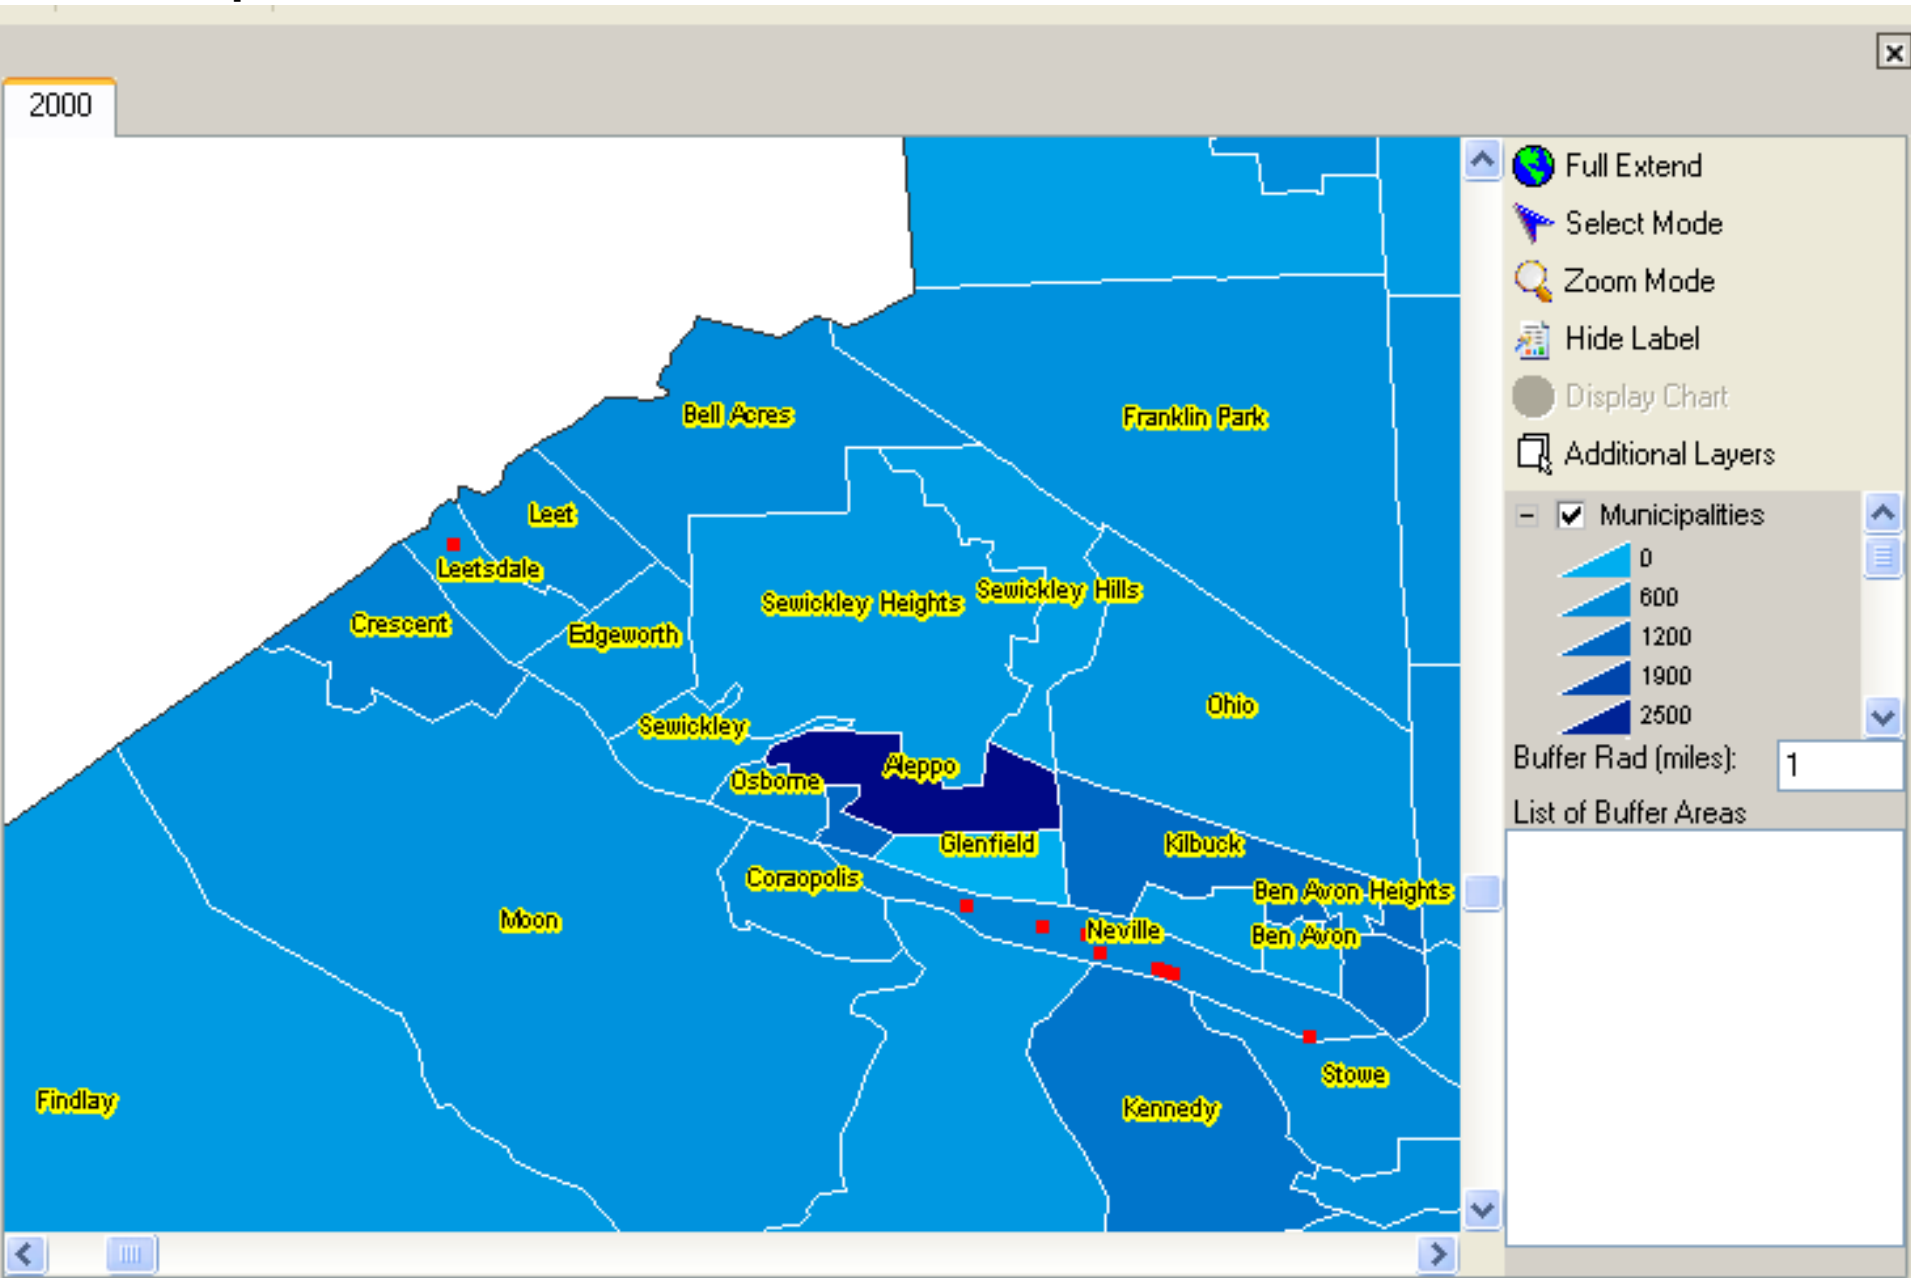 2000
Full Extend
Select Mode
Zoom Mode
Hide Label
Display Chart
Additional Layers
Municipalities
0
600
1200
1900
2500
Buffer Rad (miles):
1
List of Buffer Areas
Bell Acres
Franklin Park
Leet
Leetsdale
Sewickley Hills
Sewickley Heights
Crescent
Edgeworth
Ohio
Sewickley
Aleppo
Osborne
Glenfield
Kilbuck
Coraopolis
Ben Avon Heights
Moon
Neville
Ben Avon
Stowe
Findlay
Kennedy